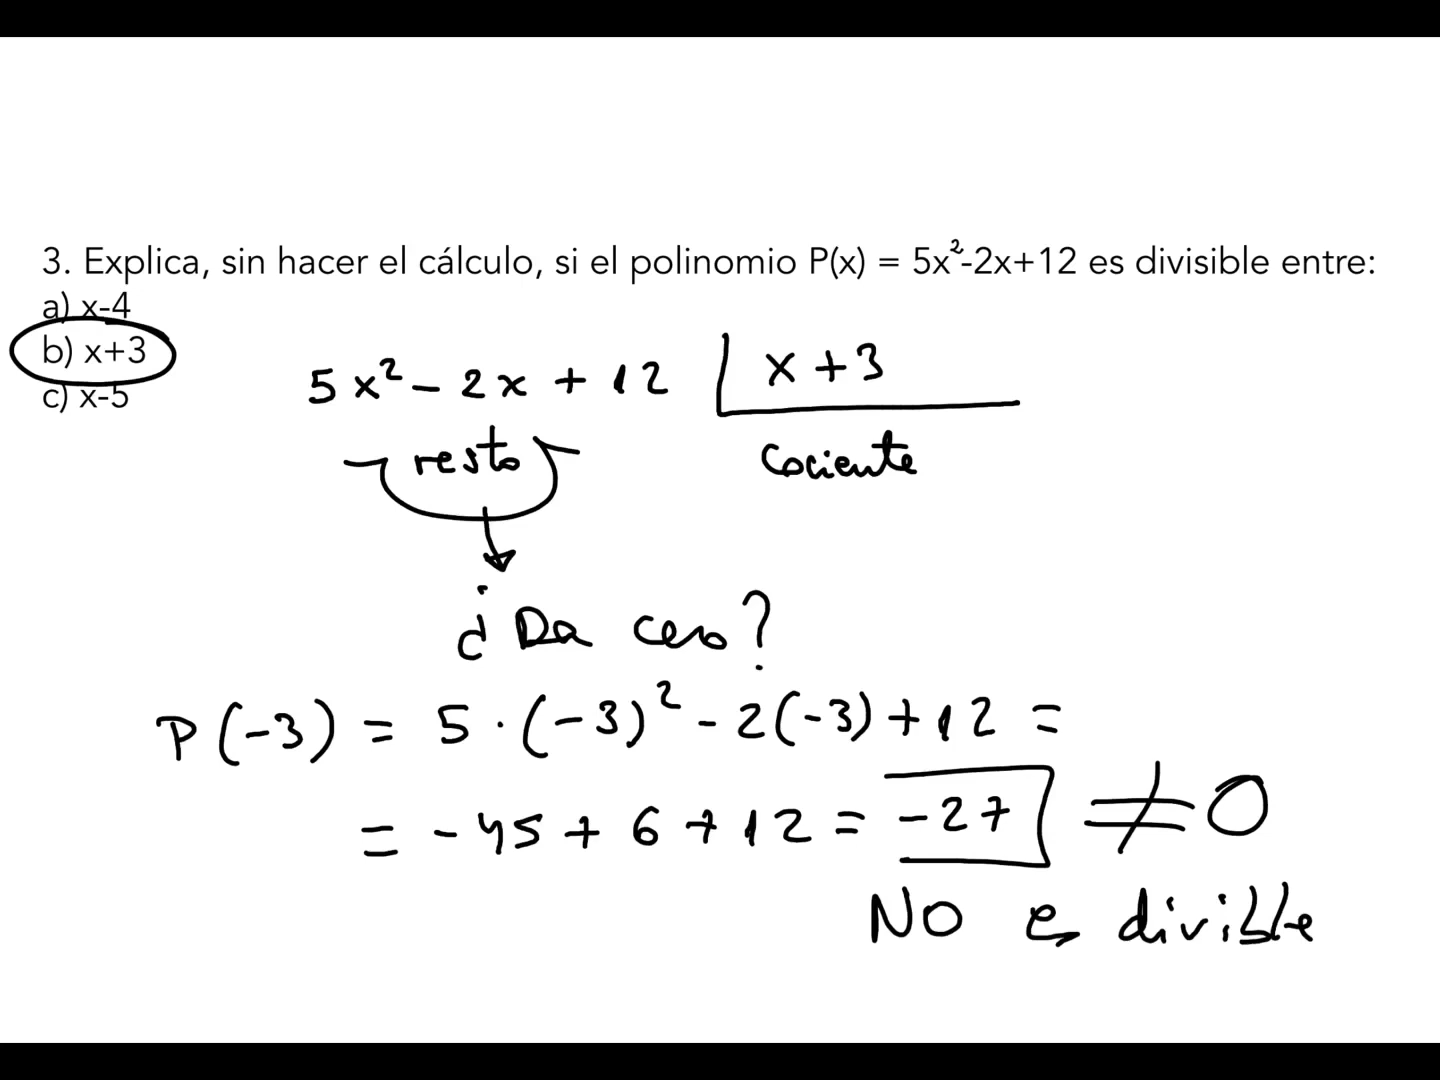 3. Explica, sin hacer el cálculo, si el polinomio P(x) = 5x²-2x+12 es divisible entre:
a) x-4
b) x+3
c) x-5
5x² - 2x + 12 | x + 3
resto cociente
¿Da cero?
P(-3) = 5 · (-3)² - 2(-3) + 12 =
= - 45 + 6 + 12 = -27 ≠ 0
NO es divisible